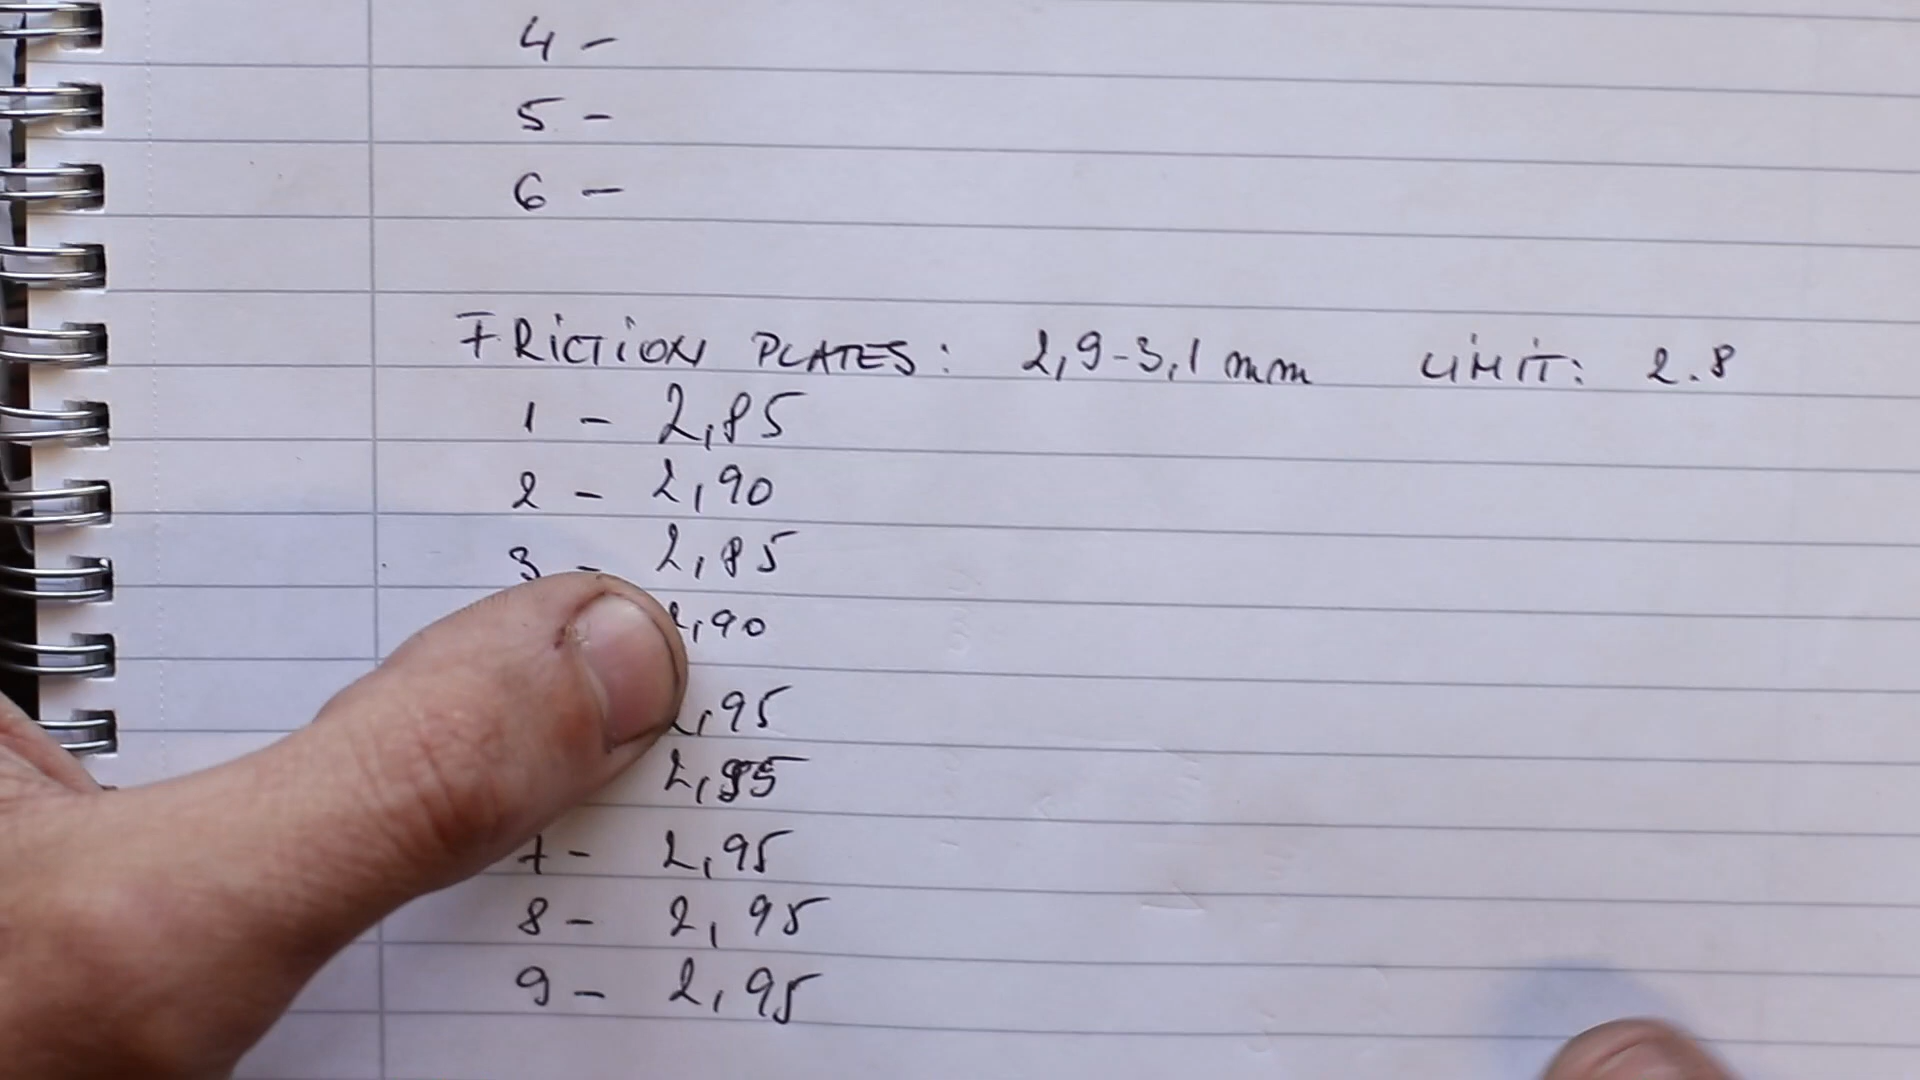 4 -
5 -
6 -
FRICTION PLATES: 2,9-3,1 mm LIMIT: 2.8
1 - 2,85
2 - 2,90
3 - 2,85
2,90
2,95
2,95
7 - 2,95
8 - 2,95
9 - 2,95